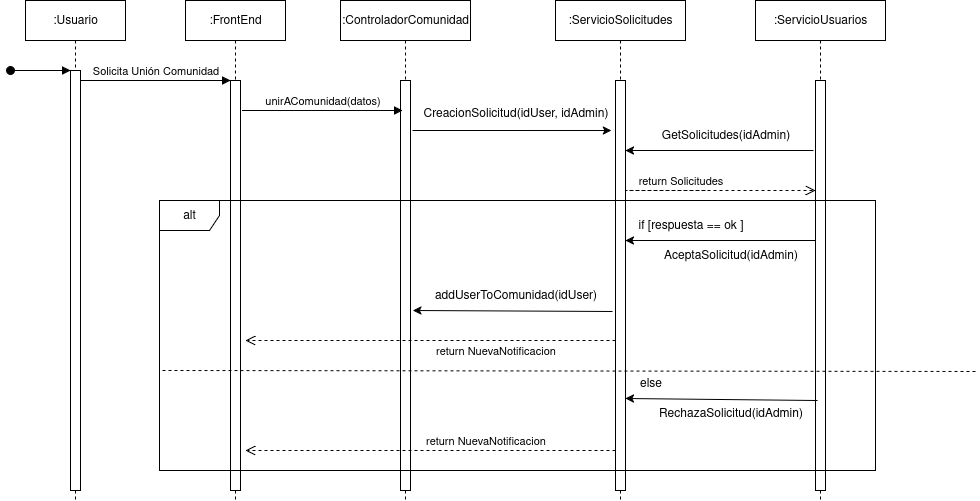 :Usuario
:FrontEnd
:ControladorComunidad
:ServicioSolicitudes
:ServicioUsuarios
Solicita Unión Comunidad
unirAComunidad(datos)
CreacionSolicitud(idUser, idAdmin)
GetSolicitudes(idAdmin)
return Solicitudes
alt
if [respuesta == ok ]
AceptaSolicitud(idAdmin)
addUserToComunidad(idUser)
return NuevaNotificacion
else
RechazaSolicitud(idAdmin)
return NuevaNotificacion